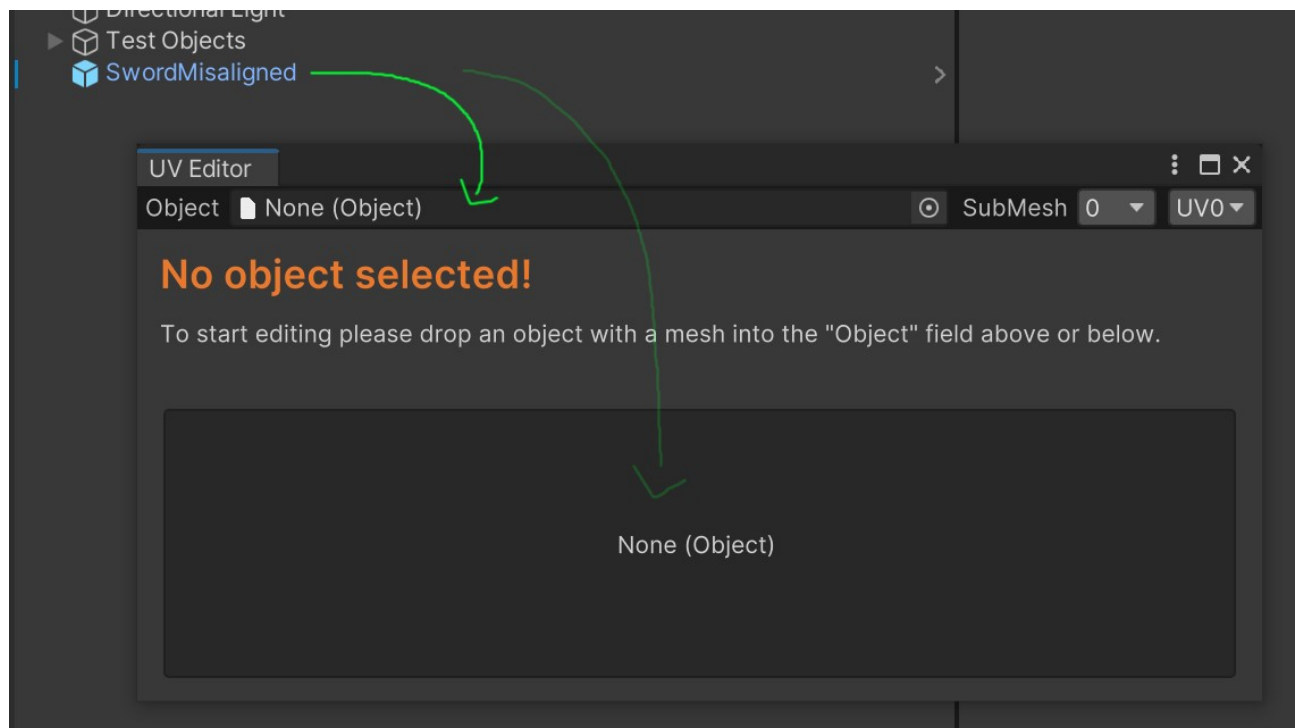 Directional Light
Test Objects
SwordMisaligned
UV Editor
Object None (Object) SubMesh 0 UV0
No object selected!
To start editing please drop an object with a mesh into the "Object" field above or below.
None (Object)